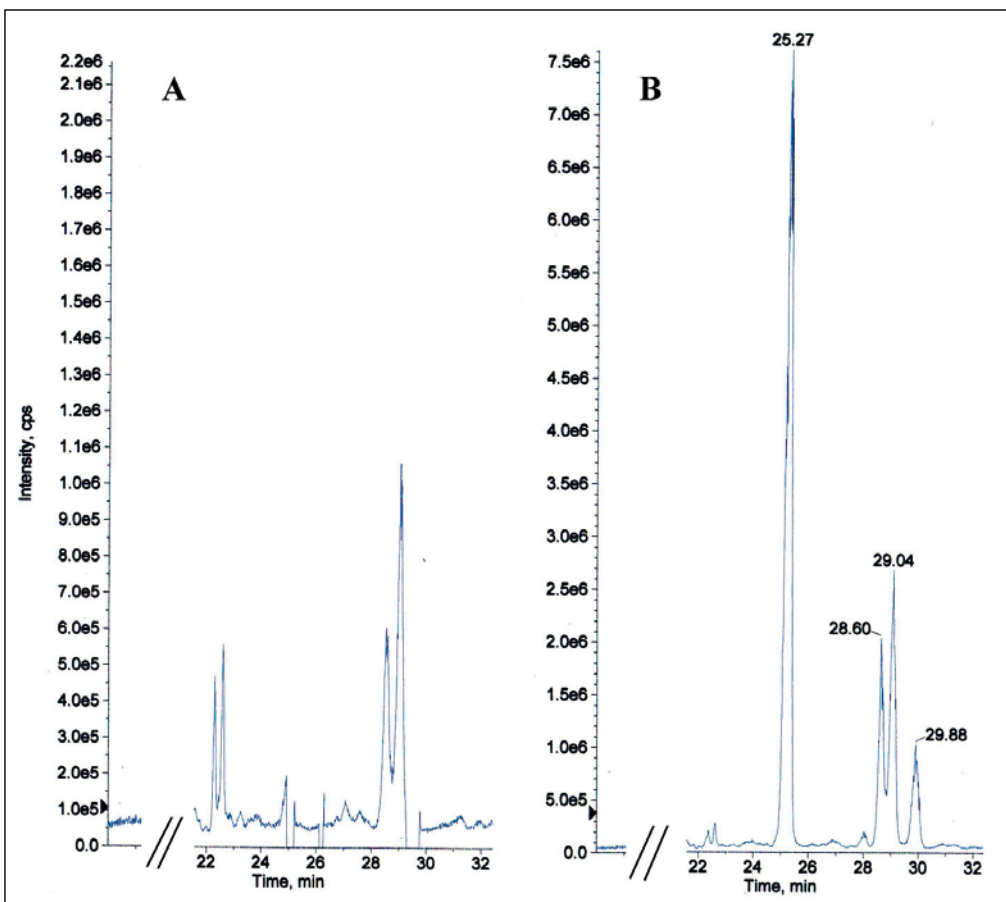 A
2.2e6
2.1e6
2.0e6
1.9e6
1.8e6
1.7e6
1.6e6
1.5e6
1.4e6
1.3e6
1.2e6
1.1e6
1.0e6
9.0e5
8.0e5
7.0e5
6.0e5
5.0e5
4.0e5
3.0e5
2.0e5
1.0e5
0.0
Intensity, cps
22 24 26 28 30 32
Time, min
B
25.27
7.5e6
7.0e6
6.5e6
6.0e6
5.5e6
5.0e6
4.5e6
4.0e6
3.5e6
3.0e6
2.5e6
2.0e6
1.5e6
1.0e6
5.0e5
0.0
29.04
28.60
29.88
22 24 26 28 30 32
Time, min